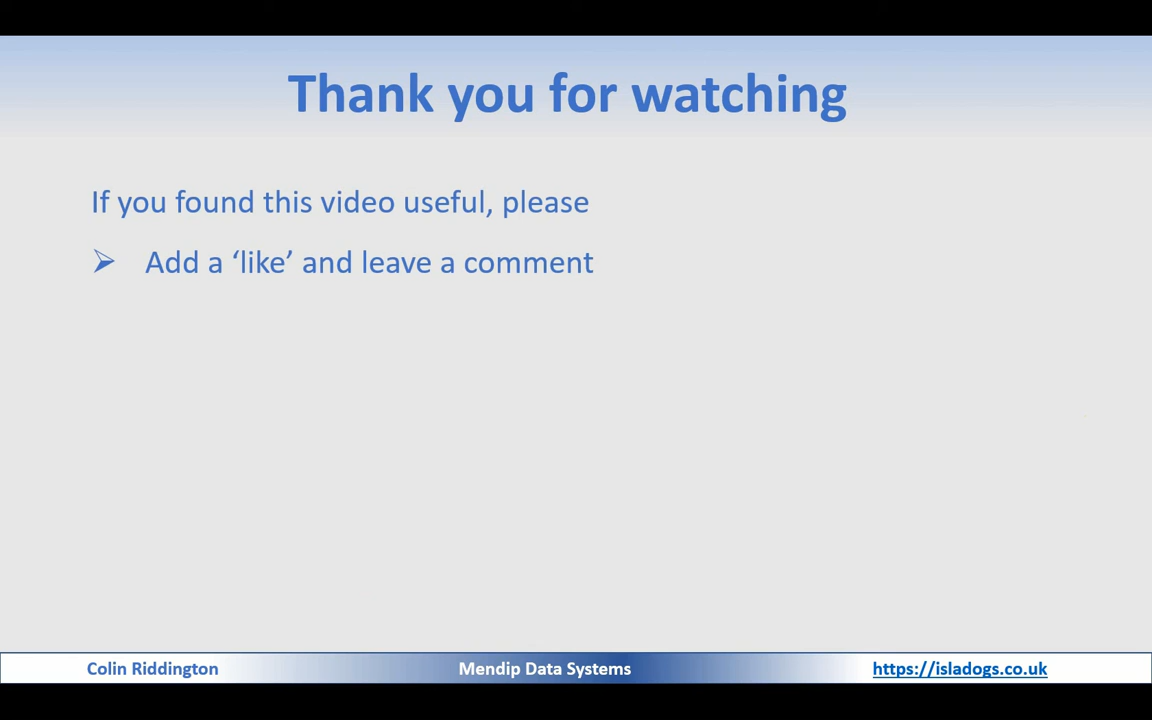 Thank you for watching
If you found this video useful, please
➢ Add a ‘like’ and leave a comment
Colin Riddington Mendip Data Systems https://isladogs.co.uk